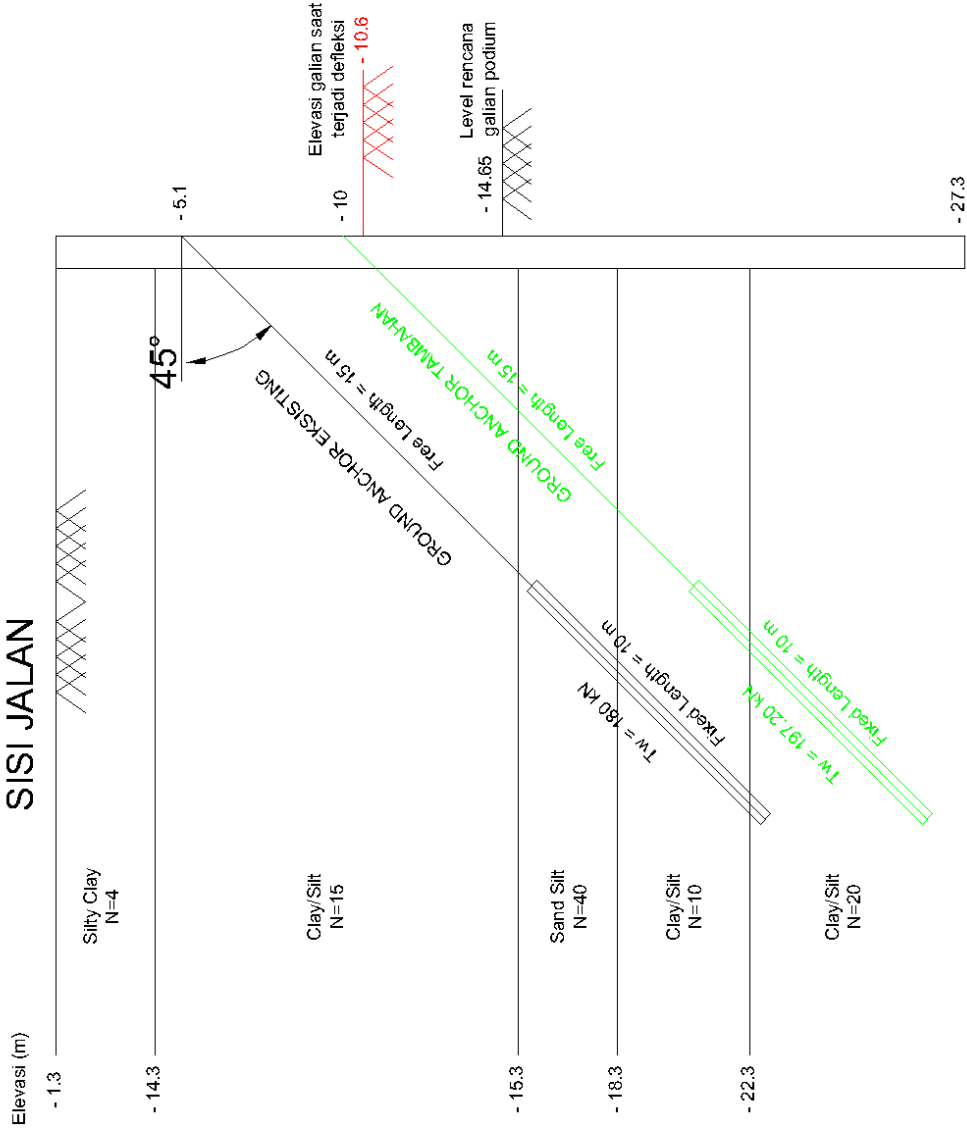 SISI JALAN
Elevasi (m)
- 1.3
- 14.3
- 15.3
- 18.3
- 22.3
Silty Clay
N=4
Clay/Silt
N=15
Sand Silt
N=40
Clay/Silt
N=10
Clay/Silt
N=20
45°
GROUND ANCHOR EKSISTING
Free Length = 15 m
Fixed Length = 10 m
Tw = 180 kN
GROUND ANCHOR TAMBAHAN
Free Length = 15 m
Fixed Length = 10 m
Tw = 197.20 kN
- 5.1
- 10
Elevasi galian saat
terjadi defleksi
- 10.6
Level rencana
galian podium
- 14.65
- 27.3